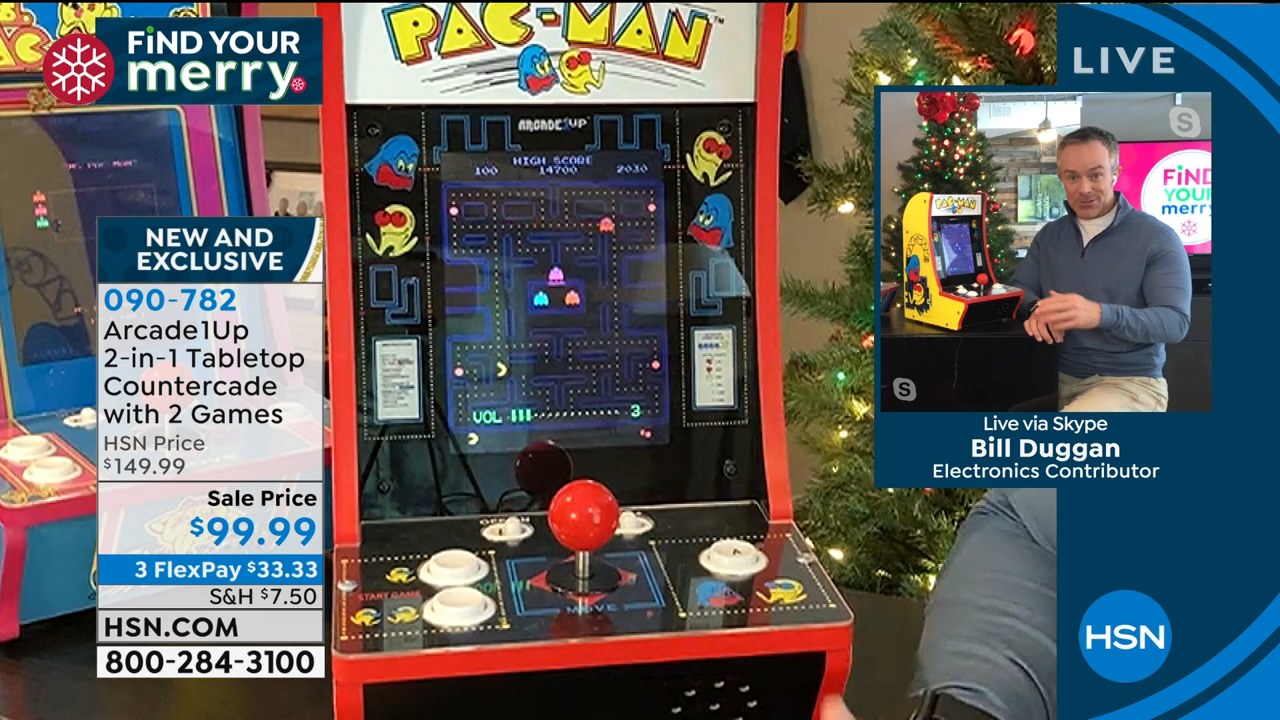 FiND YOUR
merry.
PAC-MAN™
ARCADE1UP
HIGH SCORE
100 14700 2030
VOL
3
OPTION
START GAME
MOVE
A
NEW AND
EXCLUSIVE
090-782
Arcade1Up
2-in-1 Tabletop
Countercade
with 2 Games
HSN Price
$149.99
Sale Price
$99.99
3 FlexPay $33.33
S&H $7.50
HSN.COM
800-284-3100
LIVE
S
PAC-MAN
FiND
YOUR
merry
S
Live via Skype
Bill Duggan
Electronics Contributor
HSN